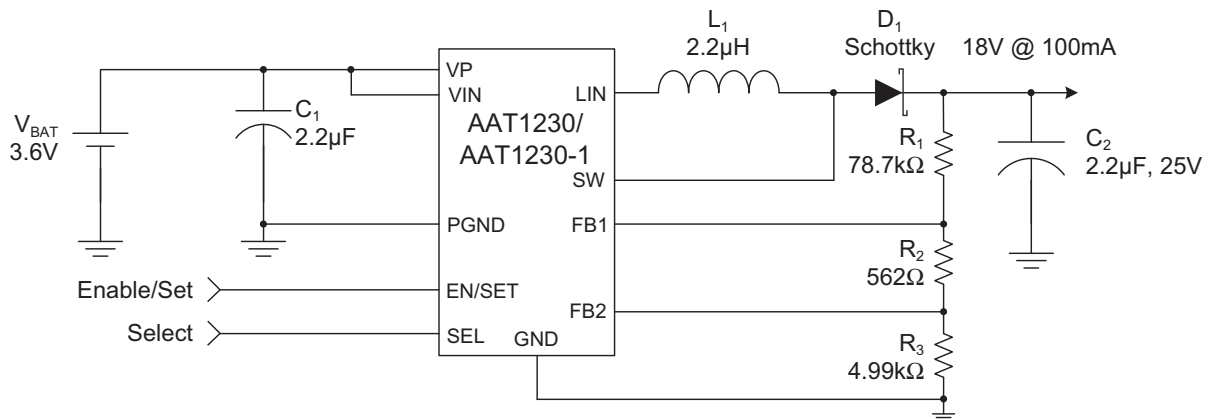 L1
2.2µH
D1
Schottky
18V @ 100mA
VP
VIN
LIN
C1
2.2µF
VBAT
3.6V
AAT1230/
AAT1230-1
R1
78.7kΩ
C2
2.2µF, 25V
SW
PGND
FB1
R2
562Ω
Enable/Set
EN/SET
FB2
Select
SEL
GND
R3
4.99kΩ